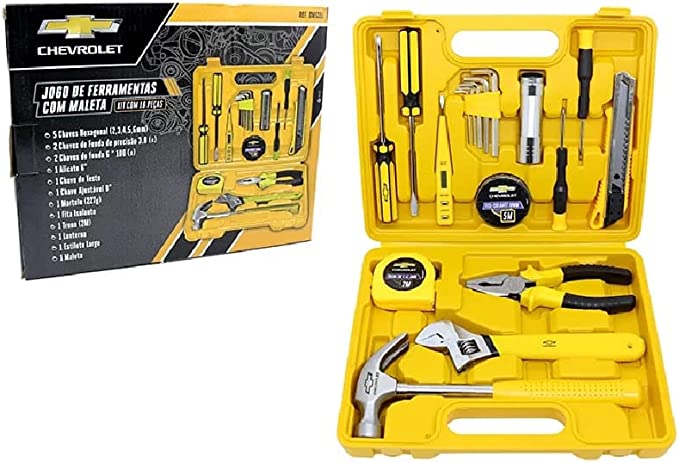 CHEVROLET
JOGO DE FERRAMENTAS
COM MALETA
KIT COM 18 PEÇAS
5 Chaves Hexagonal (2,3,4,5,6mm)
2 Chaves de Fenda de precisão 3.0 (+)
2 Chaves de Fenda 6 * 100 (+)
1 Alicate 6"
1 Chave de Teste
1 Chave Ajustável 8"
1 Martelo (227g)
1 Fita Isolante
1 Trena (2M)
1 Lanterna
1 Estilete Largo
1 Maleta
CHEVROLET
5M
CHEVROLET
2M
CHEVROLET